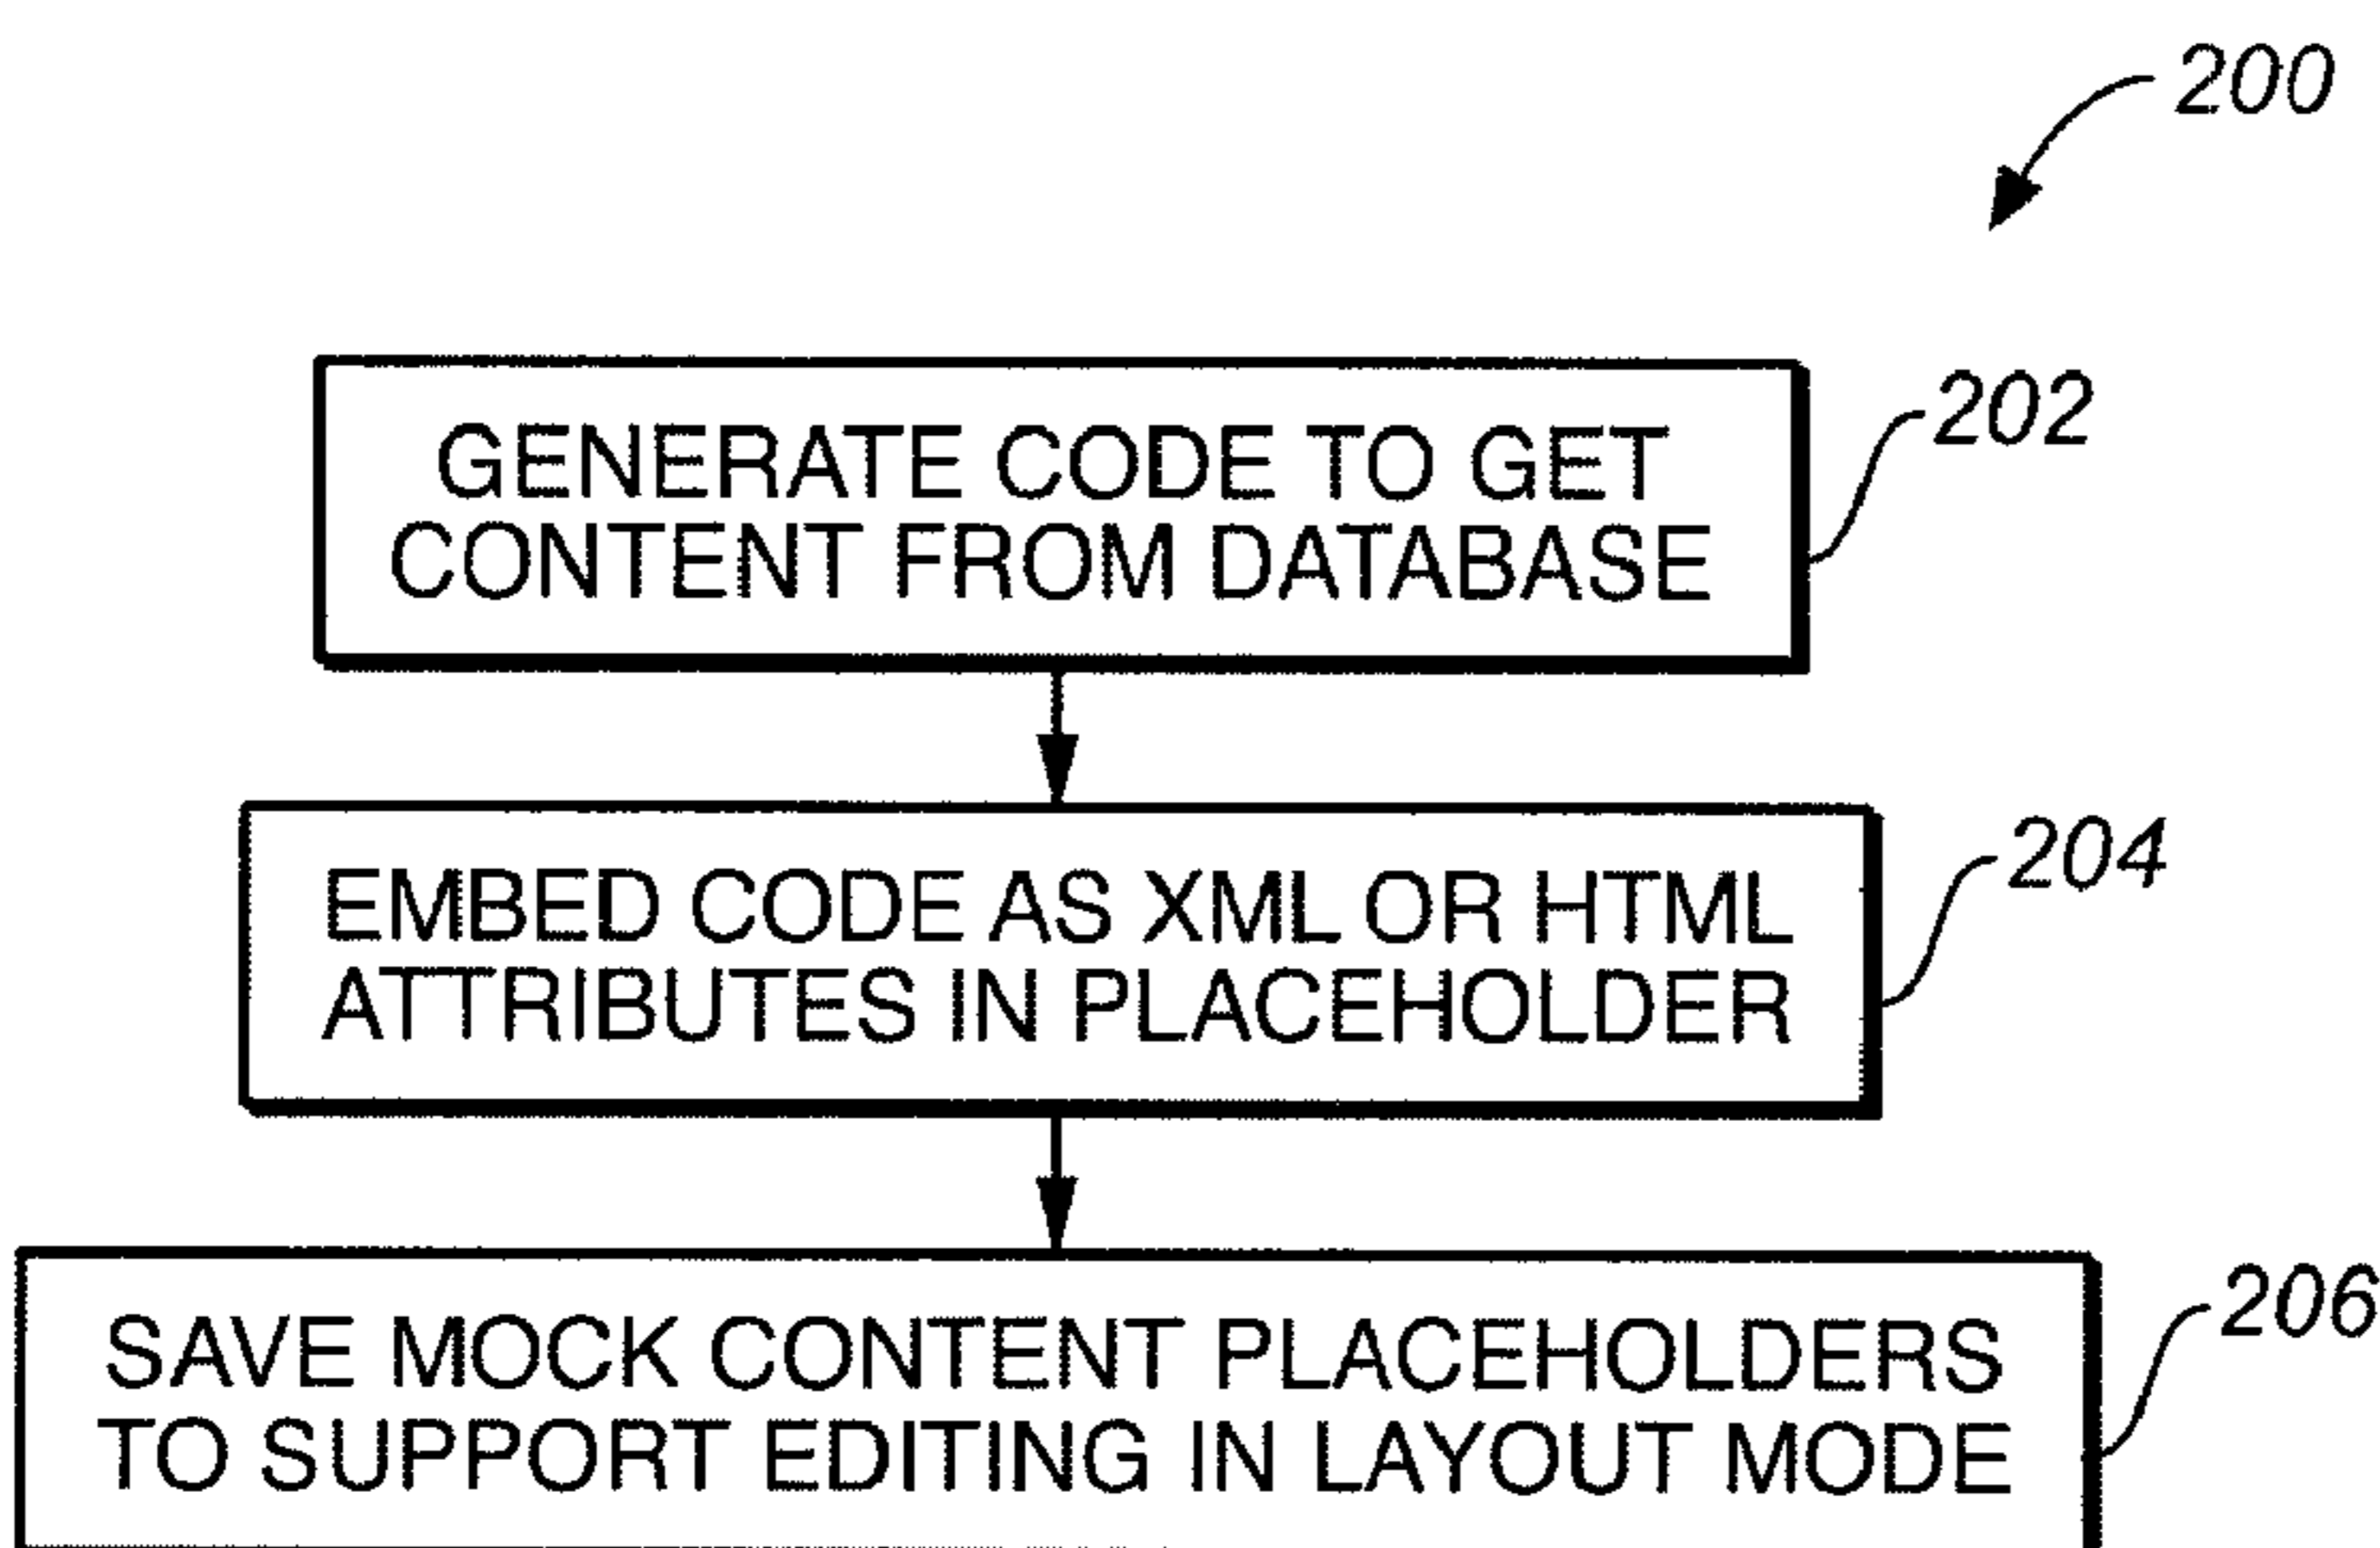 200
GENERATE CODE TO GET
CONTENT FROM DATABASE
202
EMBED CODE AS XML OR HTML
ATTRIBUTES IN PLACEHOLDER
204
SAVE MOCK CONTENT PLACEHOLDERS
TO SUPPORT EDITING IN LAYOUT MODE
206